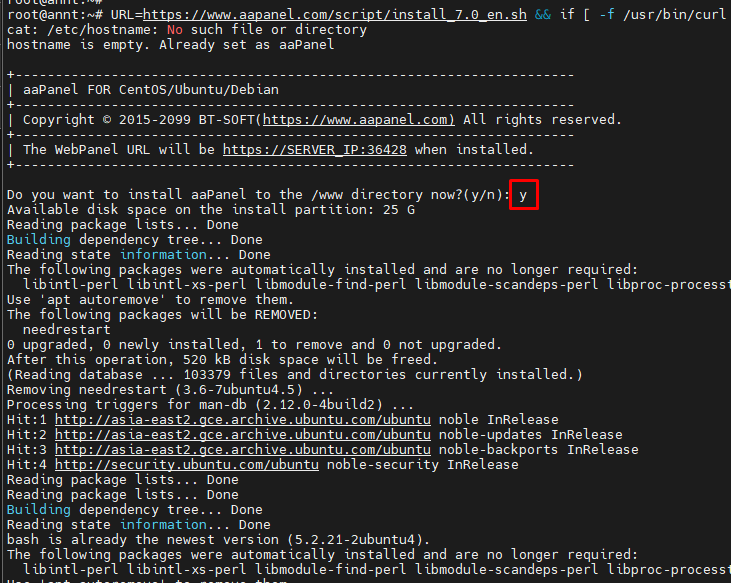 root@annt:~#
root@annt:~# URL=https://www.aapanel.com/script/install_7.0_en.sh && if [ -f /usr/bin/curl
cat: /etc/hostname: No such file or directory
hostname is empty. Already set as aaPanel
+----------------------------------------------------------------------
| aaPanel FOR CentOS/Ubuntu/Debian
+----------------------------------------------------------------------
| Copyright © 2015-2099 BT-SOFT(https://www.aapanel.com) All rights reserved.
+----------------------------------------------------------------------
| The WebPanel URL will be https://SERVER_IP:36428 when installed.
+----------------------------------------------------------------------
Do you want to install aaPanel to the /www directory now?(y/n): y
Available disk space on the install partition: 25 G
Reading package lists... Done
Building dependency tree... Done
Reading state information... Done
The following packages were automatically installed and are no longer required:
libintl-perl libintl-xs-perl libmodule-find-perl libmodule-scandeps-perl libproc-processt
Use 'apt autoremove' to remove them.
The following packages will be REMOVED:
needrestart
0 upgraded, 0 newly installed, 1 to remove and 0 not upgraded.
After this operation, 520 kB disk space will be freed.
(Reading database ... 103379 files and directories currently installed.)
Removing needrestart (3.6-7ubuntu4.5) ...
Processing triggers for man-db (2.12.0-4build2) ...
Hit:1 http://asia-east2.gce.archive.ubuntu.com/ubuntu noble InRelease
Hit:2 http://asia-east2.gce.archive.ubuntu.com/ubuntu noble-updates InRelease
Hit:3 http://asia-east2.gce.archive.ubuntu.com/ubuntu noble-backports InRelease
Hit:4 http://security.ubuntu.com/ubuntu noble-security InRelease
Reading package lists... Done
Reading package lists... Done
Building dependency tree... Done
Reading state information... Done
bash is already the newest version (5.2.21-2ubuntu4).
The following packages were automatically installed and are no longer required:
libintl-perl libintl-xs-perl libmodule-find-perl libmodule-scandeps-perl libproc-processt
Use 'apt autoremove' to remove them.